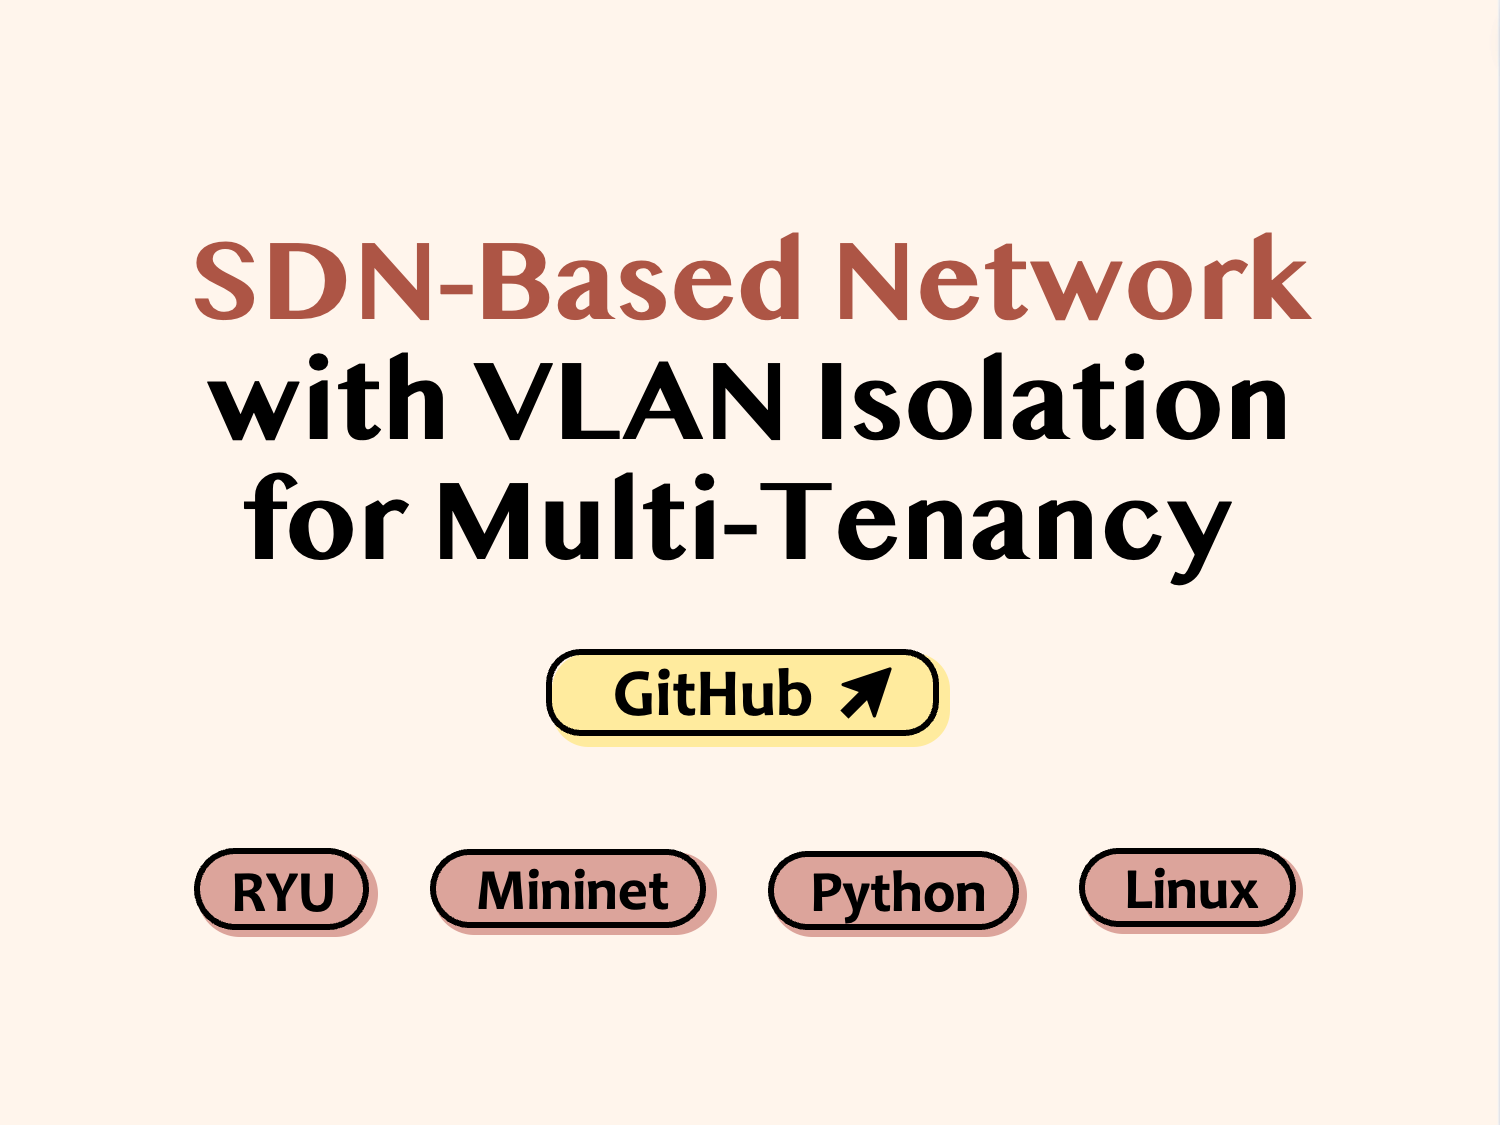 SDN-Based Network
with VLAN Isolation
for Multi-Tenancy
GitHub
RYU
Mininet
Python
Linux